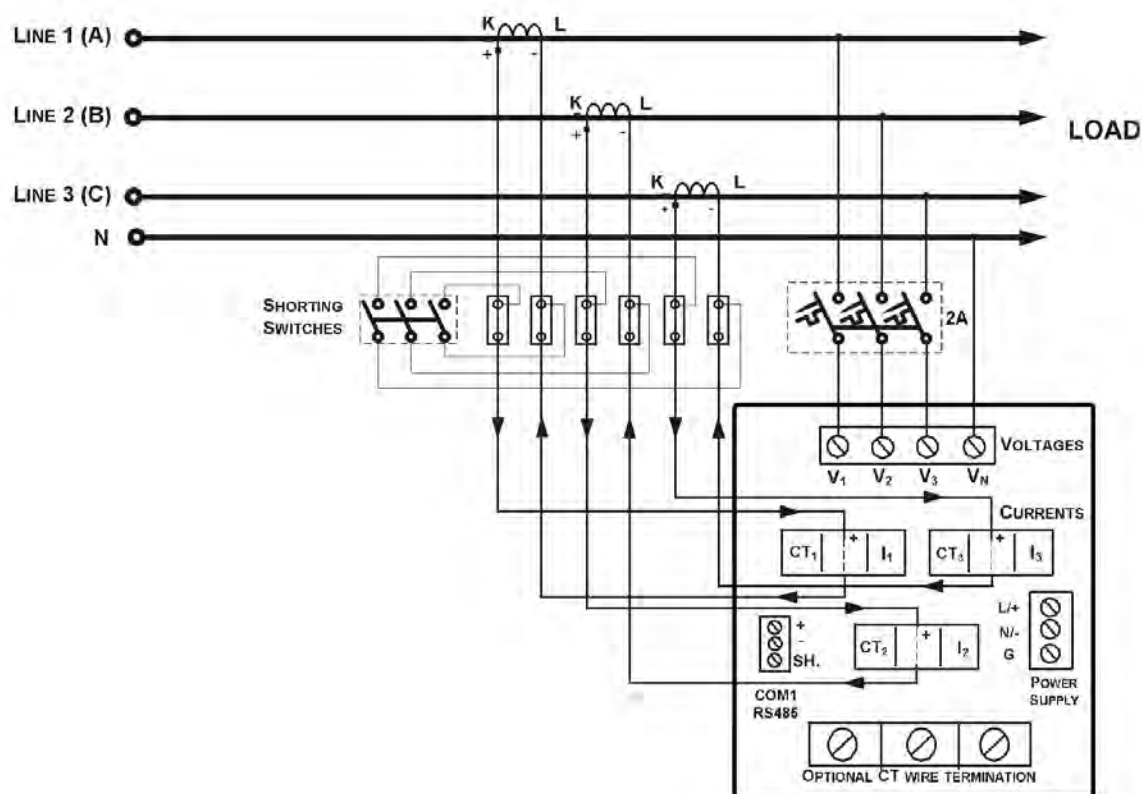 K L
LINE 1 (A)
+ -
K L
LINE 2 (B)
+ -
LOAD
K L
LINE 3 (C)
+ -
N
SHORTING
SWITCHES
2A
VOLTAGES
V1 V2 V3 VN
CURRENTS
CT1 + I1
CT3 + I3
L/+
N/-
G
POWER
SUPPLY
+
-
SH.
COM1
RS485
CT2 + I2
OPTIONAL CT WIRE TERMINATION